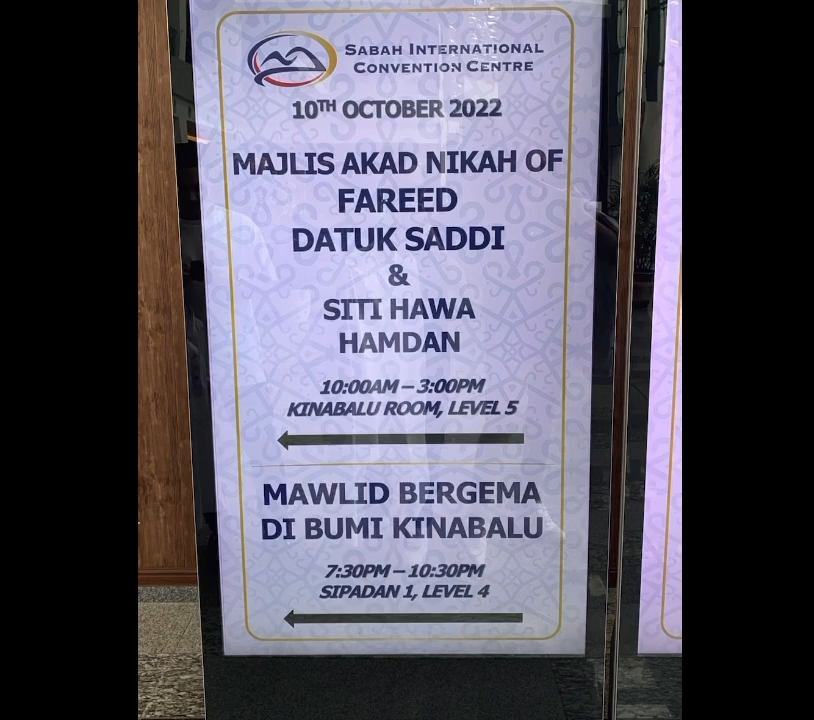 SABAH INTERNATIONAL
CONVENTION CENTRE
10TH OCTOBER 2022
MAJLIS AKAD NIKAH OF
FAREED
DATUK SADDI
&
SITI HAWA
HAMDAN
10:00AM – 3:00PM
KINABALU ROOM, LEVEL 5
MAWLID BERGEMA
DI BUMI KINABALU
7:30PM – 10:30PM
SIPADAN 1, LEVEL 4